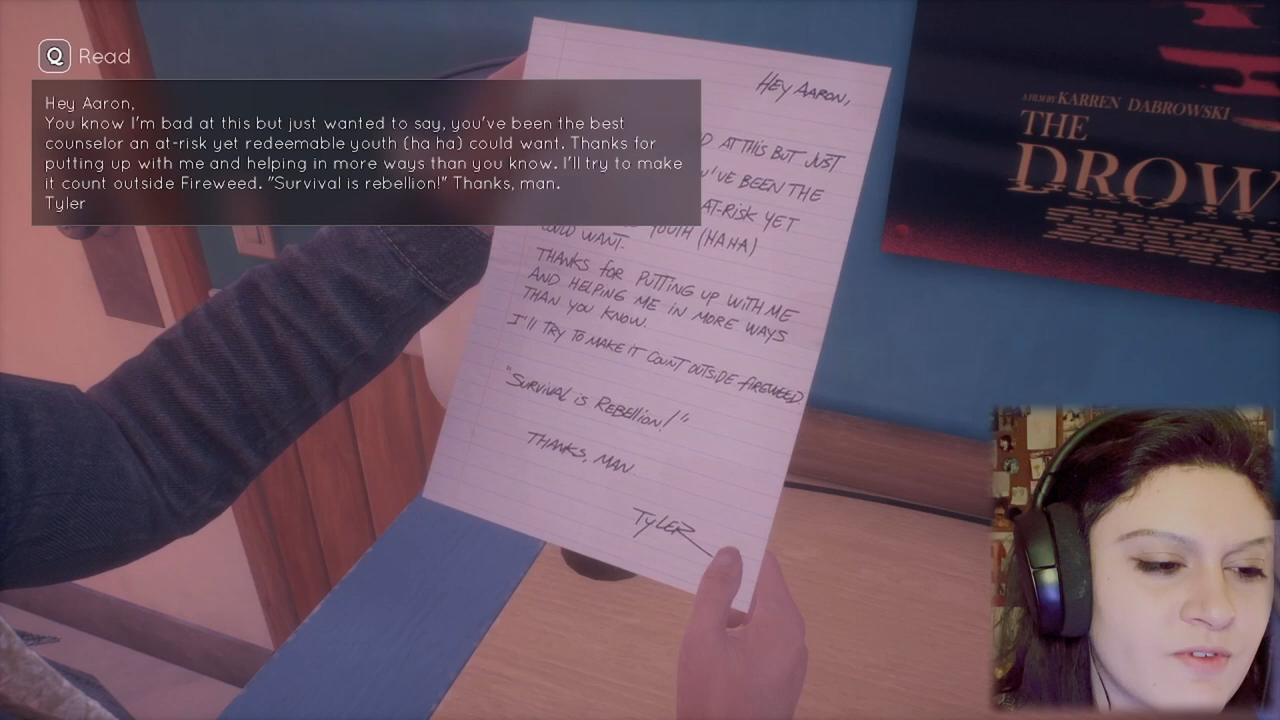 Q Read
Hey Aaron,
You know I'm bad at this but just wanted to say, you've been the best
counselor an at-risk yet redeemable youth (ha ha) could want. Thanks for
putting up with me and helping in more ways than you know. I'll try to make
it count outside Fireweed. "Survival is rebellion!" Thanks, man.
Tyler
HEY AARON,
AT THIS BUT JUST
BEEN THE
AT-RISK YET
YOUTH (HAHA)
WANT.
THANKS FOR PUTTING UP WITH ME
AND HELPING ME IN MORE WAYS
THAN YOU KNOW.
I'LL TRY TO MAKE IT COUNT OUTSIDE FIREWEED.
"SURVIVAL IS REBELLION!"
THANKS, MAN
TYLER
A FILM BY KARREN DABROWSKI
THE
DROW